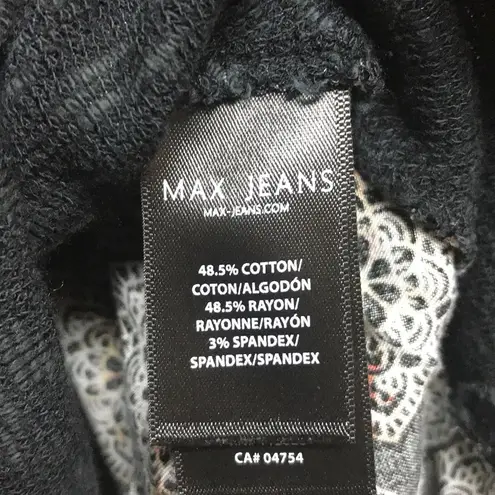 MAX JEANS
MAX-JEANS.COM
48.5% COTTON/
COTON/ALGODÓN
48.5% RAYON/
RAYONNE/RAYÓN
3% SPANDEX/
SPANDEX/SPANDEX
CA# 04754